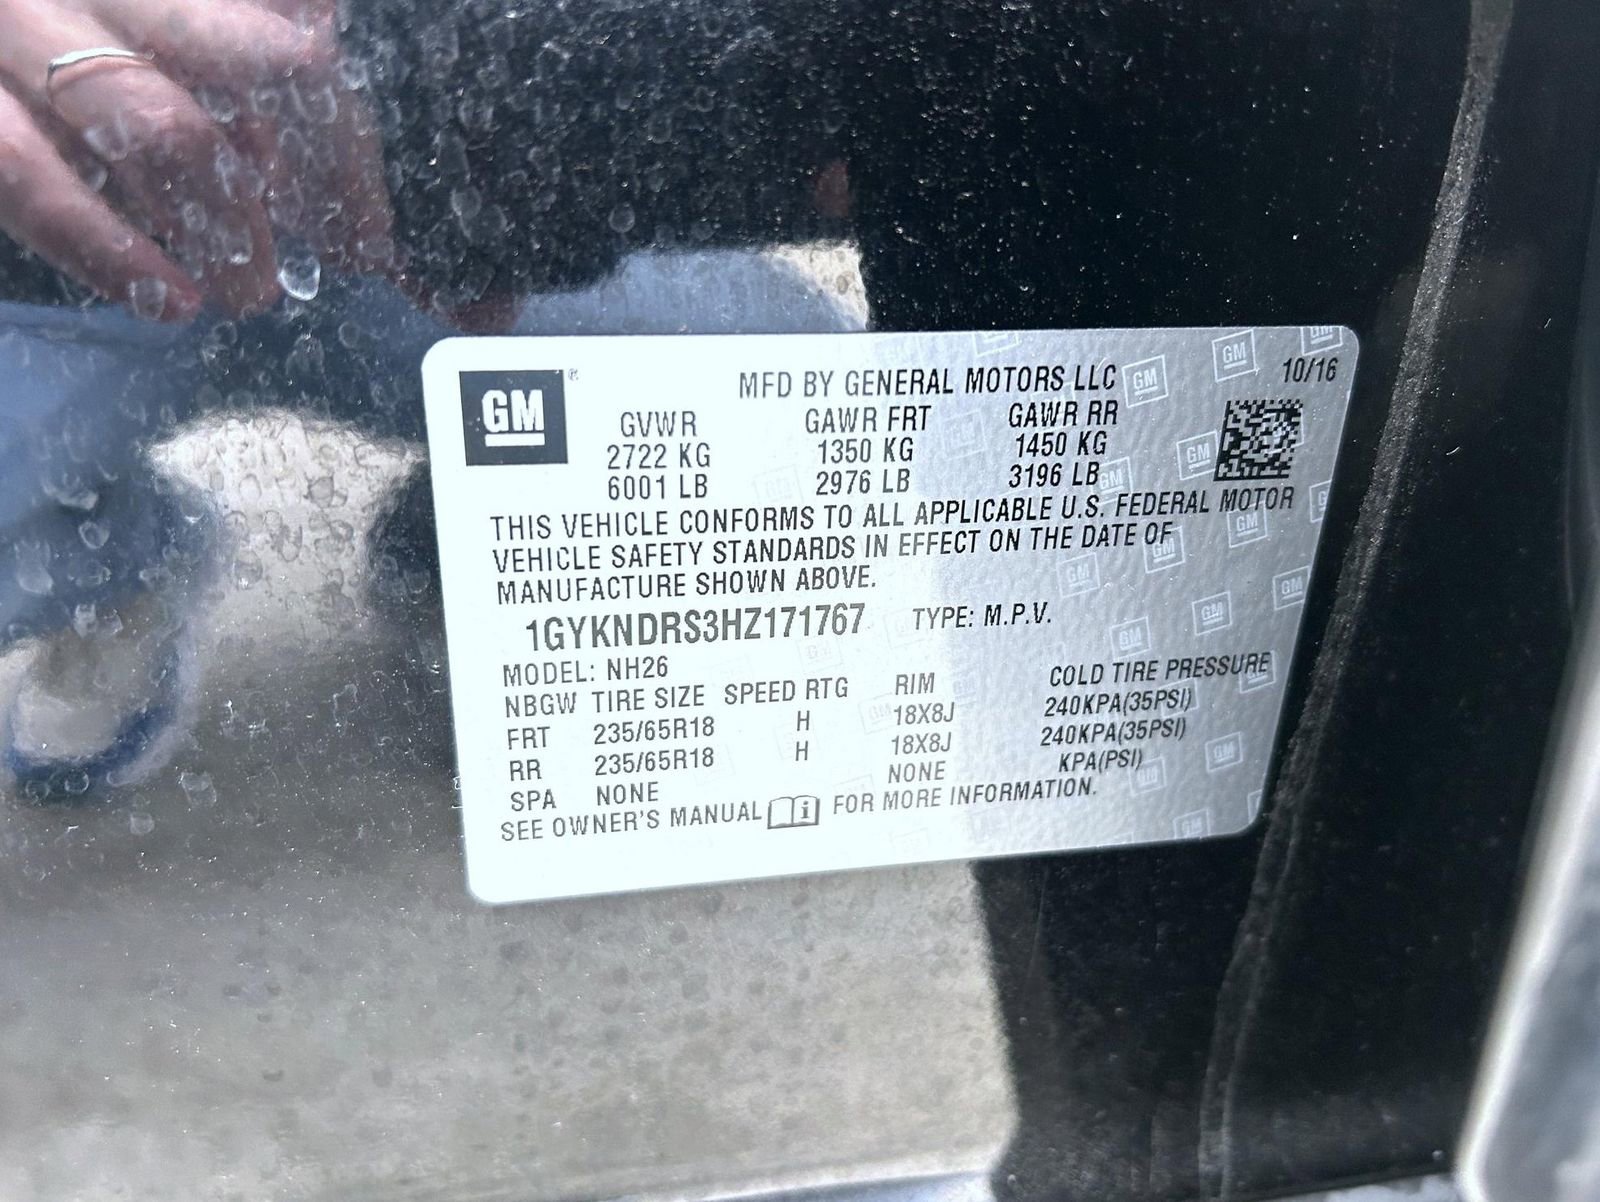 GM®
MFD BY GENERAL MOTORS LLC 10/16
GVWR GAWR FRT GAWR RR
2722 KG 1350 KG 1450 KG
6001 LB 2976 LB 3196 LB
THIS VEHICLE CONFORMS TO ALL APPLICABLE U.S. FEDERAL MOTOR
VEHICLE SAFETY STANDARDS IN EFFECT ON THE DATE OF
MANUFACTURE SHOWN ABOVE.
1GYKNDRS3HZ171767 TYPE: M.P.V.
MODEL: NH26
NBGW TIRE SIZE SPEED RTG RIM COLD TIRE PRESSURE
FRT 235/65R18 H 18X8J 240KPA(35PSI)
RR 235/65R18 H 18X8J 240KPA(35PSI)
SPA NONE NONE KPA(PSI)
SEE OWNER'S MANUAL i FOR MORE INFORMATION.